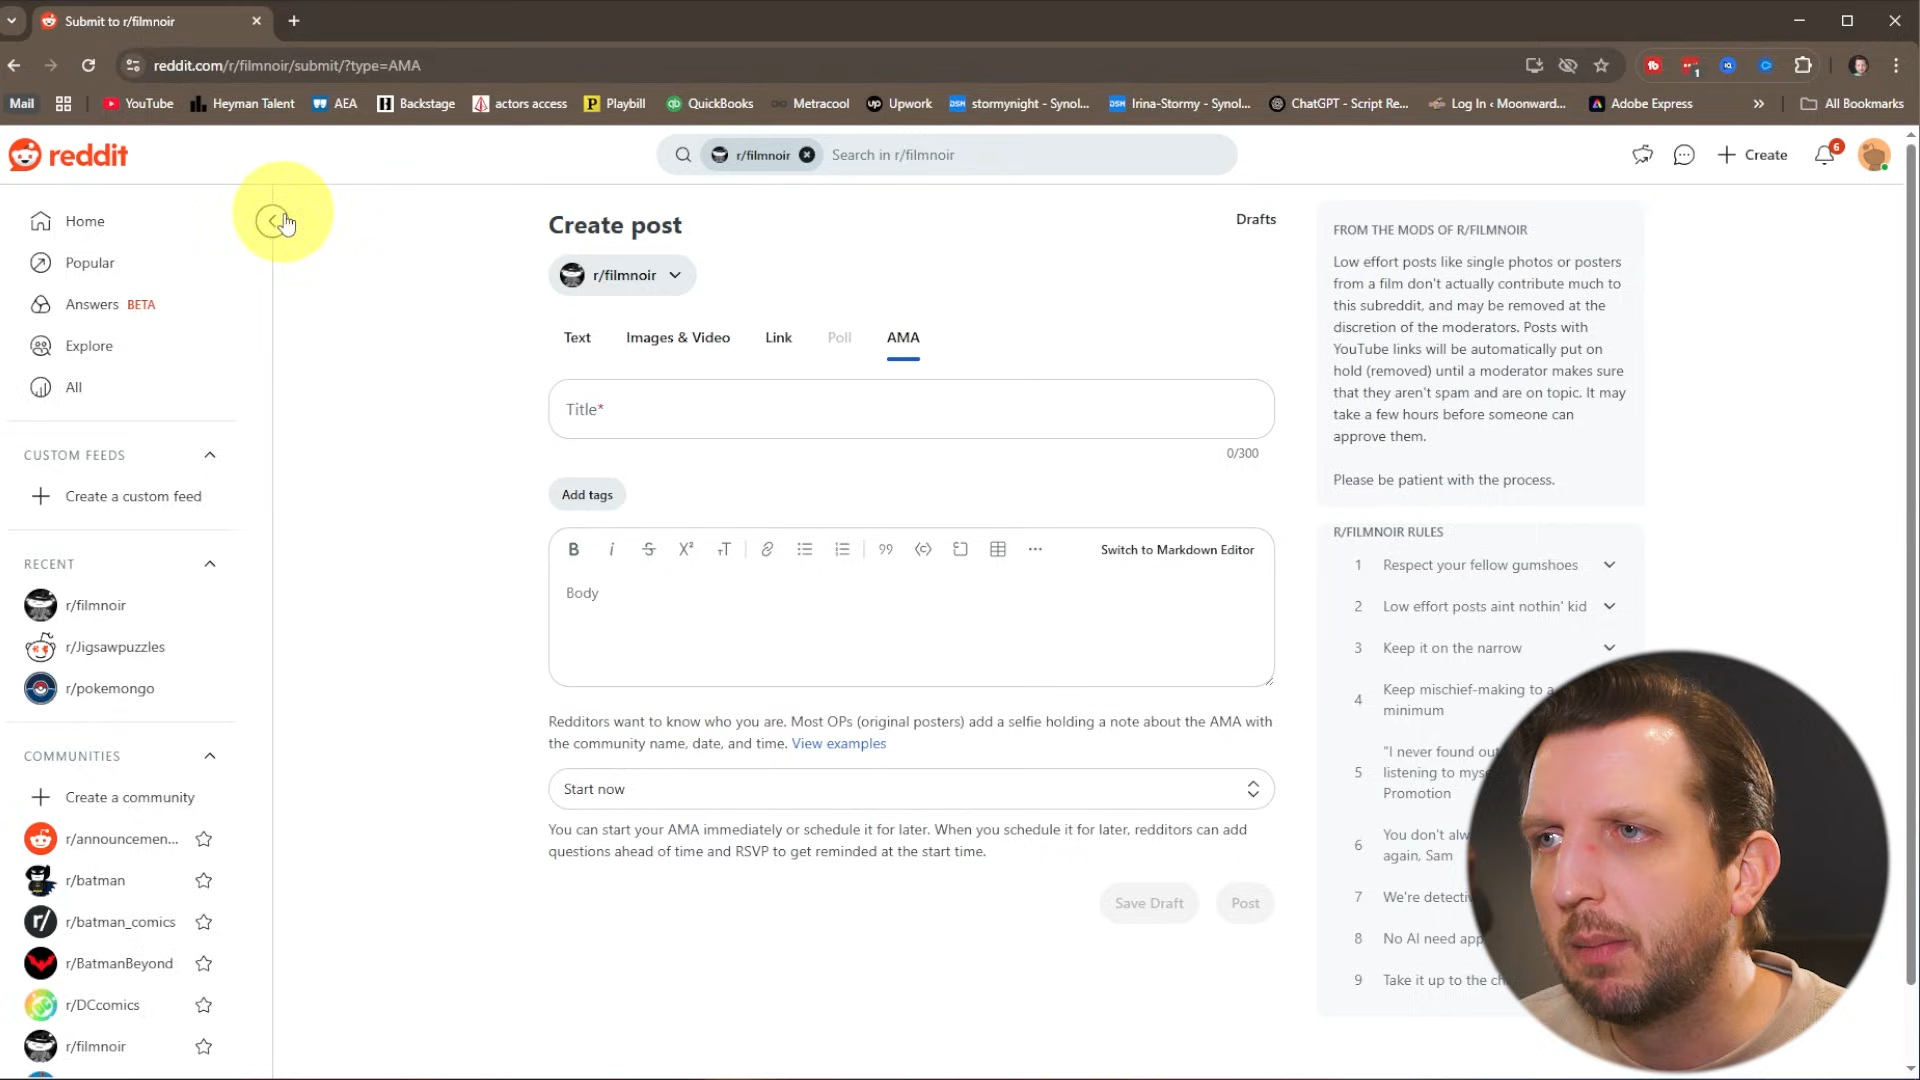 Submit to r/filmnoir
reddit.com/r/filmnoir/submit/?type=AMA
Mail
YouTube
Heyman Talent
AEA
Backstage
actors access
Playbill
QuickBooks
Metracool
Upwork
stormynight - Synol...
Irina-Stormy - Synol...
ChatGPT - Script Re...
Log In ‹ Moonward...
Adobe Express
All Bookmarks
reddit
r/filmnoir
Search in r/filmnoir
Create
6
Home
Popular
Answers BETA
Explore
All
CUSTOM FEEDS
Create a custom feed
RECENT
r/filmnoir
r/Jigsawpuzzles
r/pokemongo
COMMUNITIES
Create a community
r/announcemen...
r/batman
r/batman_comics
r/BatmanBeyond
r/DCcomics
r/filmnoir
Create post
Drafts
r/filmnoir
Text
Images & Video
Link
Poll
AMA
Title*
0/300
Add tags
Switch to Markdown Editor
Body
Redditors want to know who you are. Most OPs (original posters) add a selfie holding a note about the AMA with
the community name, date, and time. View examples
Start now
You can start your AMA immediately or schedule it for later. When you schedule it for later, redditors can add
questions ahead of time and RSVP to get reminded at the start time.
Save Draft
Post
FROM THE MODS OF R/FILMNOIR
Low effort posts like single photos or posters
from a film don't actually contribute much to
this subreddit, and may be removed at the
discretion of the moderators. Posts with
YouTube links will be automatically put on
hold (removed) until a moderator makes sure
that they aren't spam and are on topic. It may
take a few hours before someone can
approve them.
Please be patient with the process.
R/FILMNOIR RULES
1 Respect your fellow gumshoes
2 Low effort posts aint nothin' kid
3 Keep it on the narrow
4 Keep mischief-making to a
minimum
5 "I never found out
listening to
Promotion
6 You don't
again, Sam
7 We're
8 No AI need
9 Take it up to the